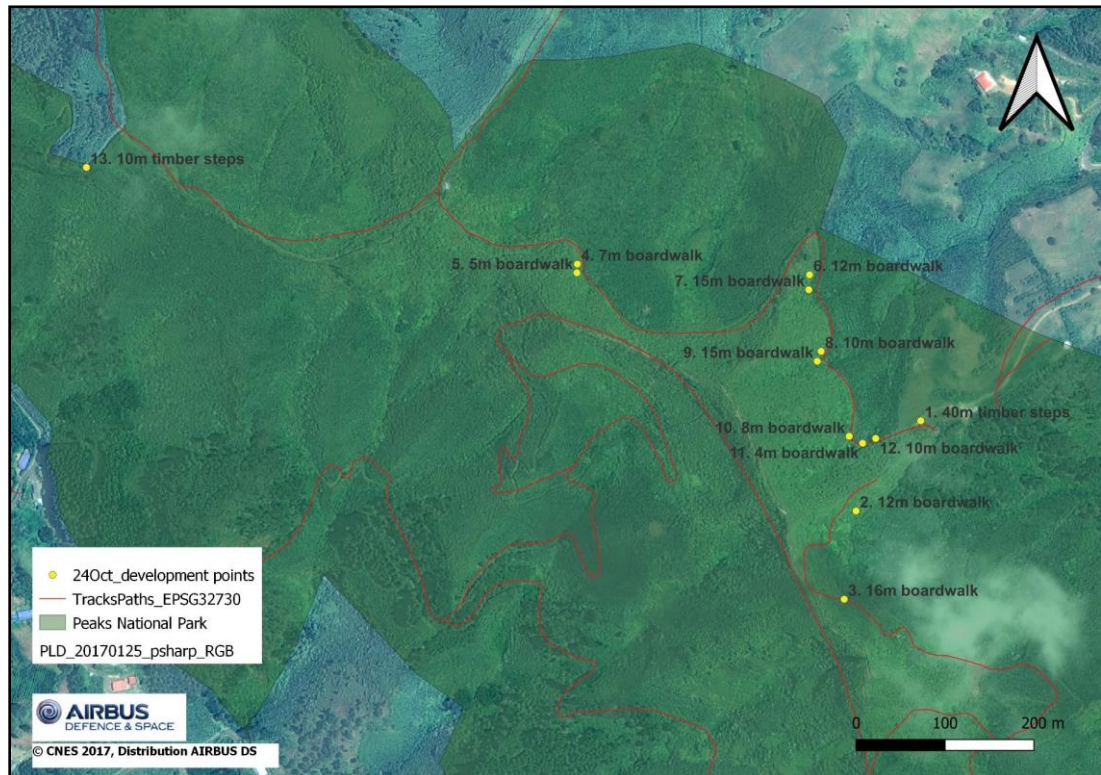 13. 10m timber steps
4. 7m boardwalk
5. 5m boardwalk
6. 12m boardwalk
7. 15m boardwalk
8. 10m boardwalk
9. 15m boardwalk
1. 40m timber steps
10. 8m boardwalk
11. 4m boardwalk
12. 10m boardwalk
2. 12m boardwalk
3. 16m boardwalk
24Oct_development points
TracksPaths_EPSG32730
Peaks National Park
PLD_20170125_psharp_RGB
AIRBUS
DEFENCE & SPACE
© CNES 2017, Distribution AIRBUS DS
0 100 200 m